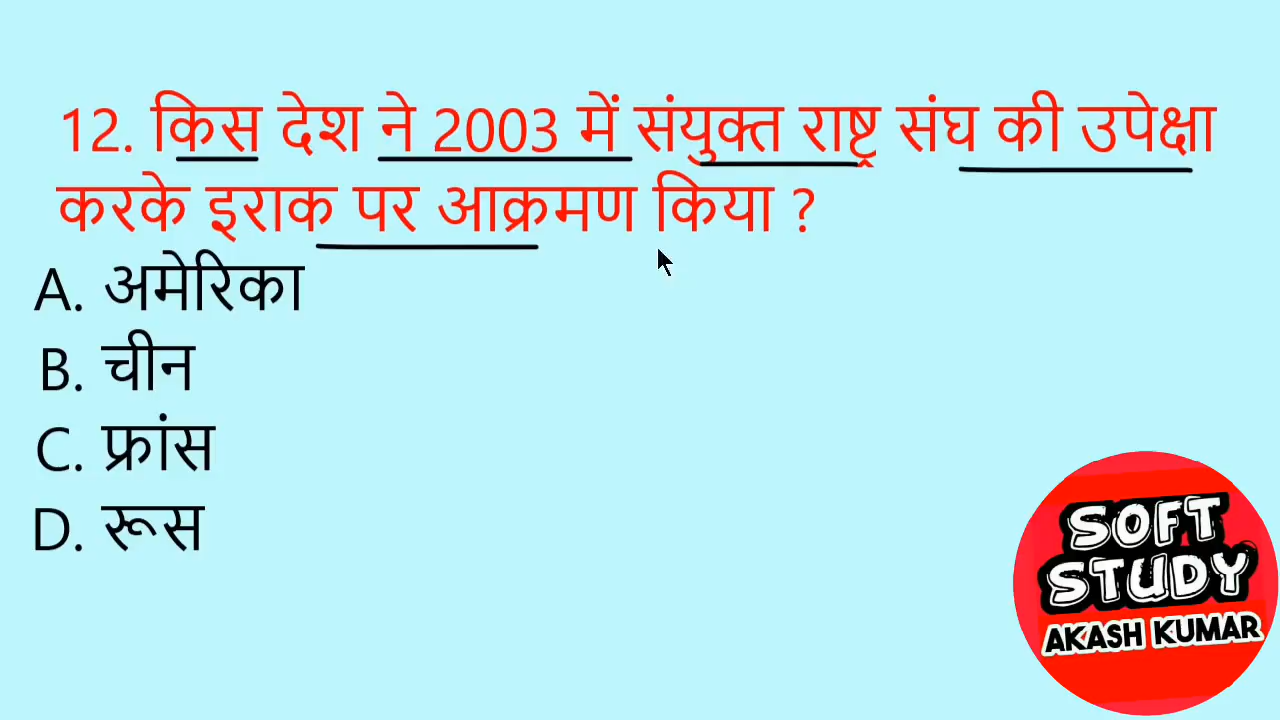 12. किस देश ने 2003 में संयुक्त राष्ट्र संघ की उपेक्षा
करके इराक पर आक्रमण किया ?
A. अमेरिका
B. चीन
C. फ्रांस
D. रूस
SOFT
STUDY
AKASH KUMAR